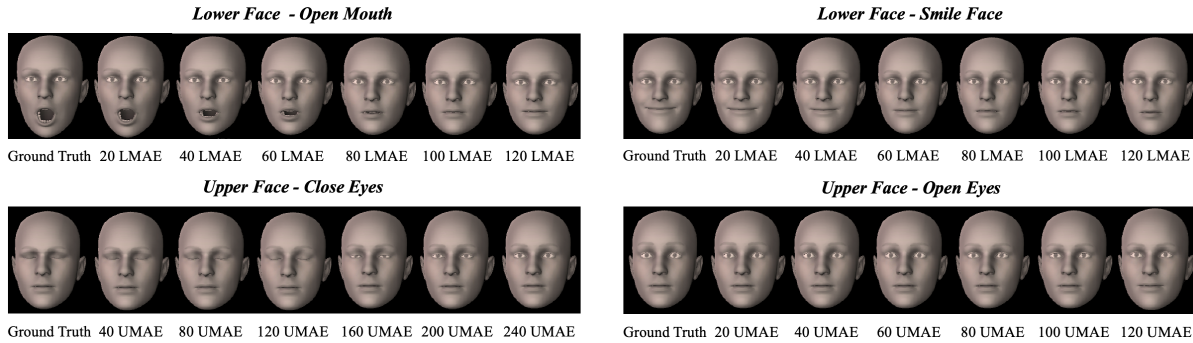 Lower Face - Open Mouth
Ground Truth 20 LMAE 40 LMAE 60 LMAE 80 LMAE 100 LMAE 120 LMAE
Lower Face - Smile Face
Ground Truth 20 LMAE 40 LMAE 60 LMAE 80 LMAE 100 LMAE 120 LMAE
Upper Face - Close Eyes
Ground Truth 40 UMAE 80 UMAE 120 UMAE 160 UMAE 200 UMAE 240 UMAE
Upper Face - Open Eyes
Ground Truth 20 UMAE 40 UMAE 60 UMAE 80 UMAE 100 UMAE 120 UMAE